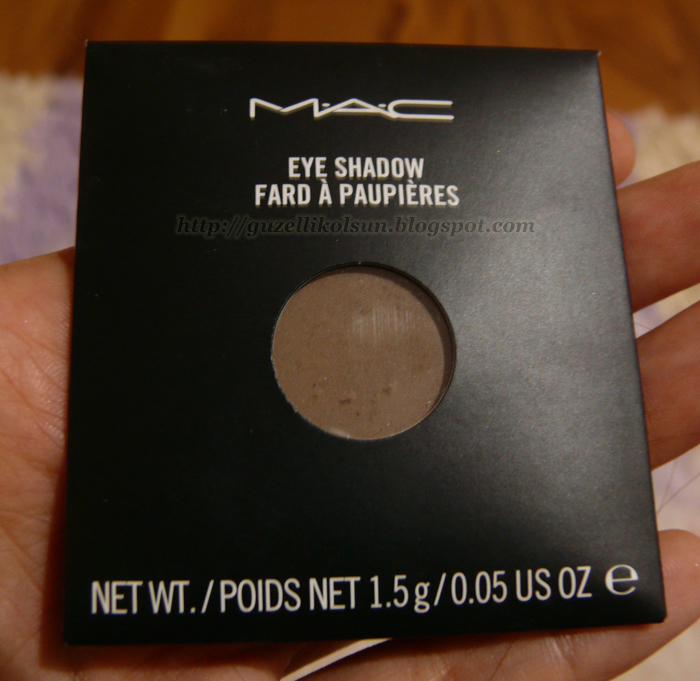 M·A·C
EYE SHADOW
FARD À PAUPIÈRES
http://guzellikolsun.blogspot.com
NET WT./POIDS NET 1.5 g/0.05 US OZ e